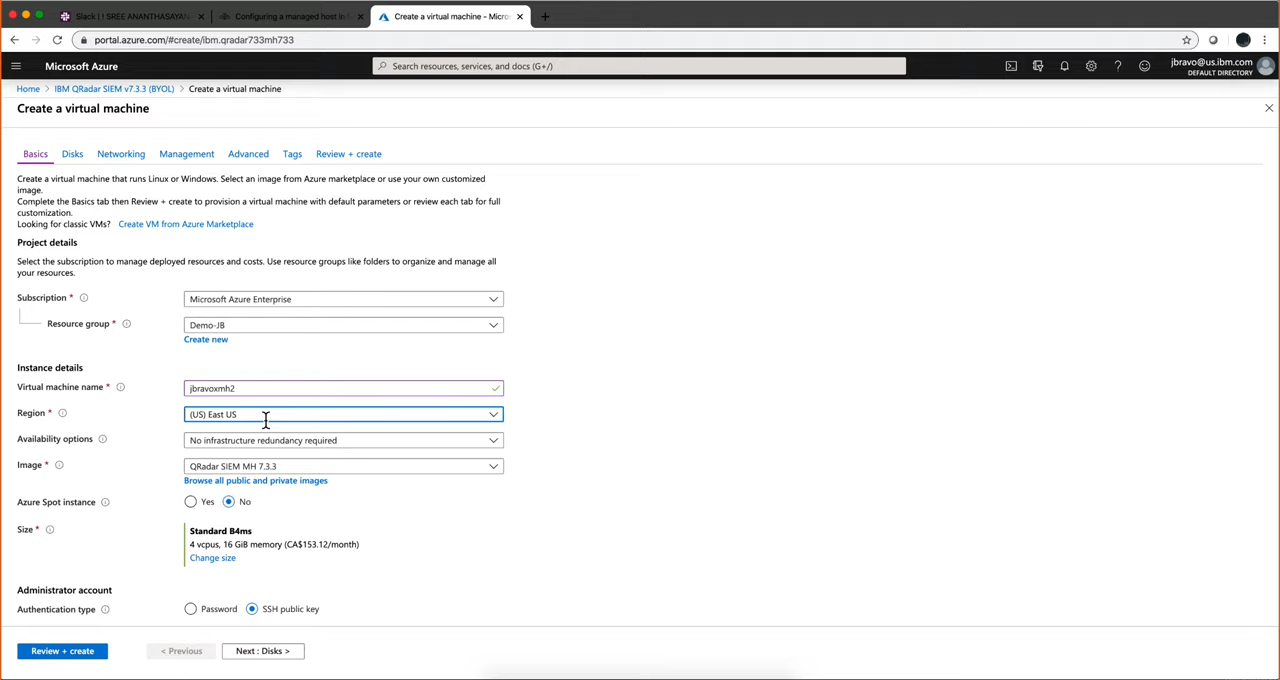 Slack | ! SREE ANANTHASAYAN
Configuring a managed host in
Create a virtual machine - Micro
portal.azure.com/#create/ibm.qradar733mh733
Microsoft Azure
Search resources, services, and docs (G+/)
jbravo@us.ibm.com
DEFAULT DIRECTORY
Home > IBM QRadar SIEM v7.3.3 (BYOL) > Create a virtual machine
Create a virtual machine
Basics Disks Networking Management Advanced Tags Review + create
Create a virtual machine that runs Linux or Windows. Select an image from Azure marketplace or use your own customized
image.
Complete the Basics tab then Review + create to provision a virtual machine with default parameters or review each tab for full
customization.
Looking for classic VMs? Create VM from Azure Marketplace
Project details
Select the subscription to manage deployed resources and costs. Use resource groups like folders to organize and manage all
your resources.
Subscription * Microsoft Azure Enterprise
Resource group * Demo-JB
Create new
Instance details
Virtual machine name * jbravoxmh2
Region * (US) East US
Availability options No infrastructure redundancy required
Image * QRadar SIEM MH 7.3.3
Browse all public and private images
Azure Spot instance Yes No
Size * Standard B4ms
4 vcpus, 16 GiB memory (CA$153.12/month)
Change size
Administrator account
Authentication type Password SSH public key
Review + create < Previous Next : Disks >